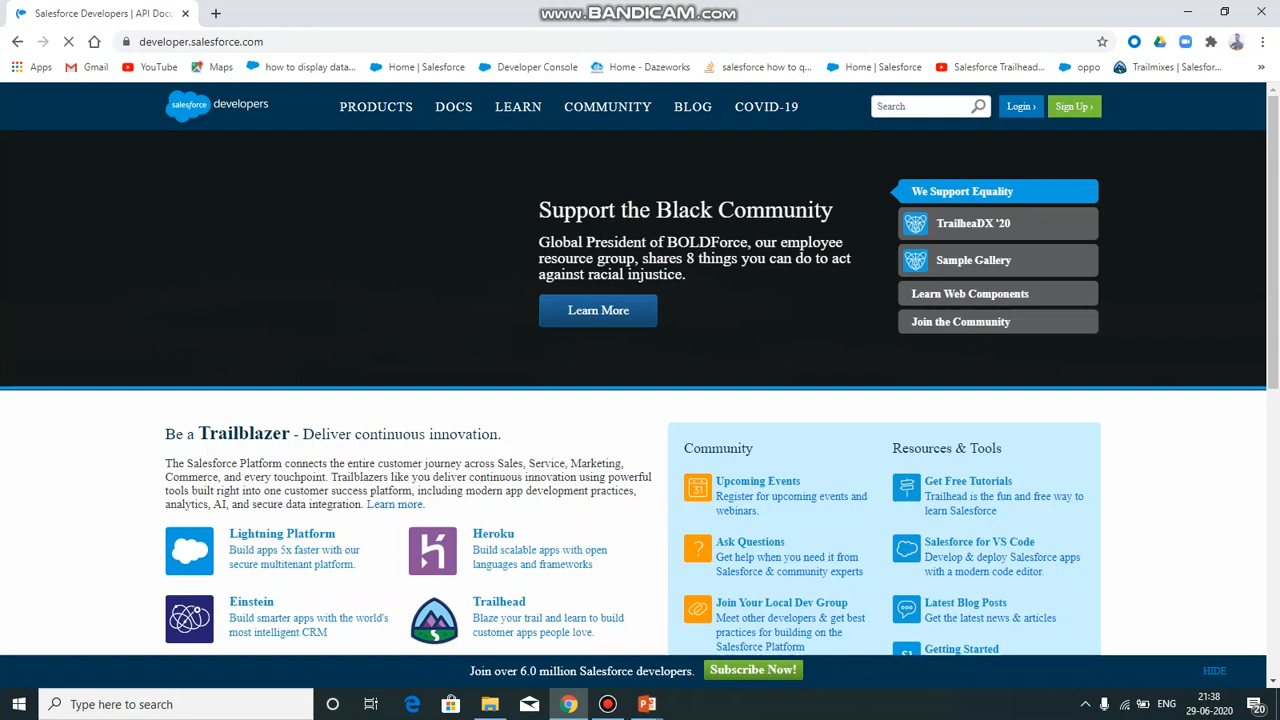 Salesforce Developers | API Docu
www.BANDICAM.com
developer.salesforce.com
Apps Gmail YouTube Maps how to display data... Home | Salesforce Developer Console Home - Dazeworks salesforce how to q... Home | Salesforce Salesforce Trailhead... oppo Trailmixes | Salesfor...
salesforce developers PRODUCTS DOCS LEARN COMMUNITY BLOG COVID-19 Search Login › Sign Up ›
Support the Black Community
Global President of BOLDForce, our employee
resource group, shares 8 things you can do to act
against racial injustice.
Learn More
We Support Equality
TrailheaDX '20
Sample Gallery
Learn Web Components
Join the Community
Be a Trailblazer - Deliver continuous innovation.
The Salesforce Platform connects the entire customer journey across Sales, Service, Marketing,
Commerce, and every touchpoint. Trailblazers like you deliver continuous innovation using powerful
tools built right into one customer success platform, including modern app development practices,
analytics, AI, and secure data integration. Learn more.
Lightning Platform
Build apps 5x faster with our
secure multitenant platform.
Heroku
Build scalable apps with open
languages and frameworks
Einstein
Build smarter apps with the world's
most intelligent CRM
Trailhead
Blaze your trail and learn to build
customer apps people love.
Community
Upcoming Events
Register for upcoming events and
webinars.
Ask Questions
Get help when you need it from
Salesforce & community experts
Join Your Local Dev Group
Meet other developers & get best
practices for building on the
Salesforce Platform
Resources & Tools
Get Free Tutorials
Trailhead is the fun and free way to
learn Salesforce
Salesforce for VS Code
Develop & deploy Salesforce apps
with a modern code editor.
Latest Blog Posts
Get the latest news & articles
Getting Started
Join over 6.0 million Salesforce developers. Subscribe Now! HIDE
Type here to search
ENG
21:38
29-06-2020
20